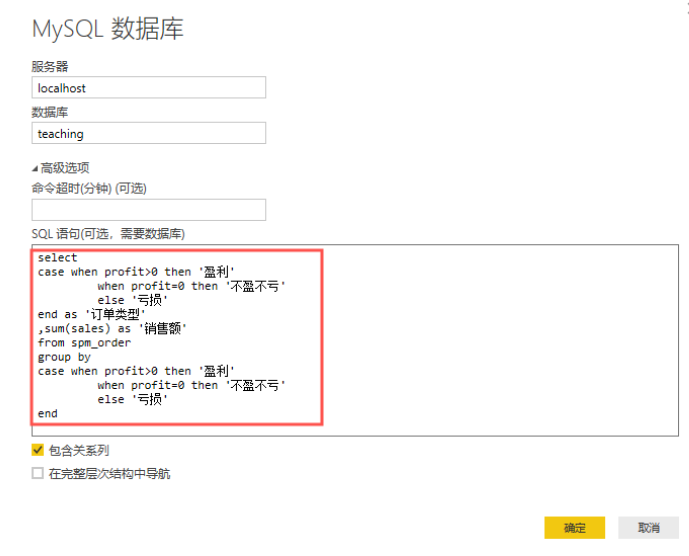 MySQL 数据库
服务器
localhost
数据库
teaching
高级选项
命令超时(分钟) (可选)
SQL 语句(可选，需要数据库)
select
case when profit>0 then '盈利'
when profit=0 then '不盈不亏'
else '亏损'
end as '订单类型'
,sum(sales) as '销售额'
from spm_order
group by
case when profit>0 then '盈利'
when profit=0 then '不盈不亏'
else '亏损'
end
包含关系列
在完整层次结构中导航
确定 取消